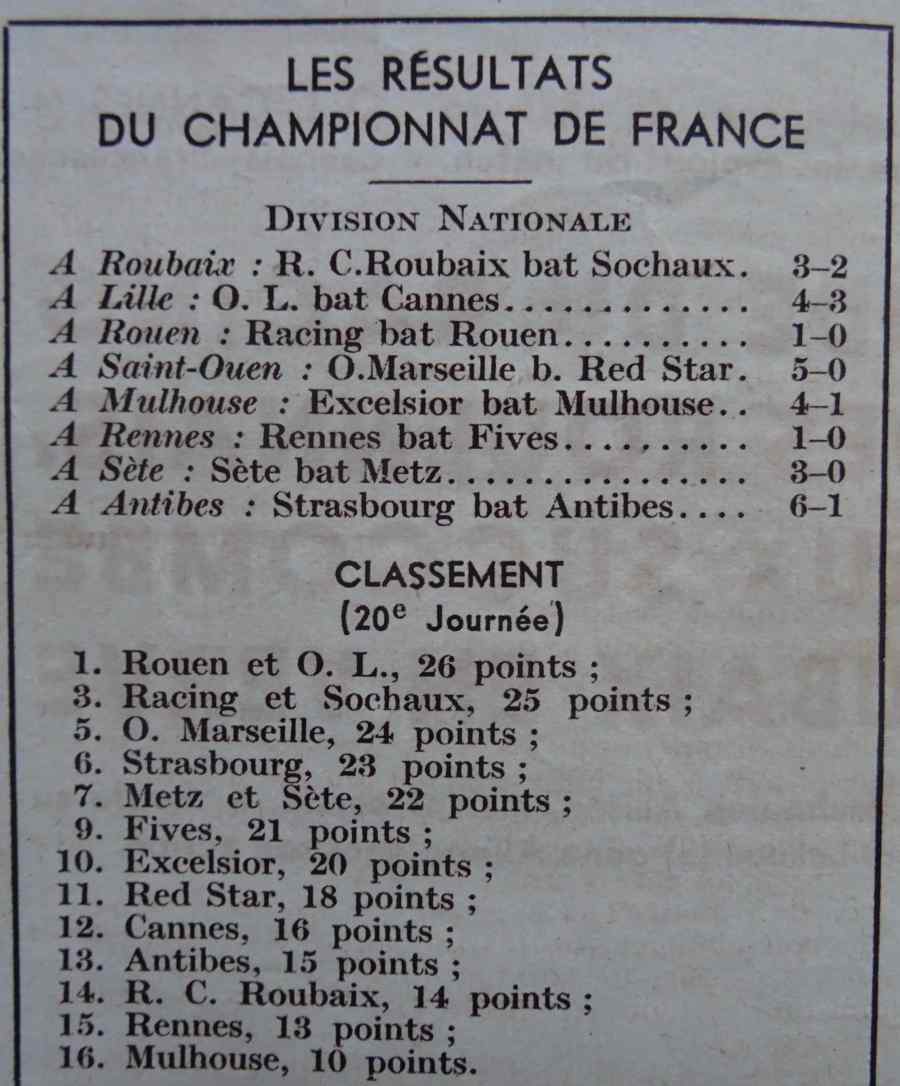 LES RÉSULTATS
DU CHAMPIONNAT DE FRANCE
DIVISION NATIONALE
A Roubaix : R. C.Roubaix bat Sochaux. 3–2
A Lille : O. L. bat Cannes............. 4–3
A Rouen : Racing bat Rouen.......... 1–0
A Saint-Ouen : O.Marseille b. Red Star. 5–0
A Mulhouse : Excelsior bat Mulhouse.. 4–1
A Rennes : Rennes bat Fives.......... 1–0
A Sète : Sète bat Metz................ 3–0
A Antibes : Strasbourg bat Antibes.... 6–1
CLASSEMENT
(20e Journée)
1. Rouen et O. L., 26 points ;
3. Racing et Sochaux, 25 points ;
5. O. Marseille, 24 points ;
6. Strasbourg, 23 points ;
7. Metz et Sète, 22 points ;
9. Fives, 21 points ;
10. Excelsior, 20 points ;
11. Red Star, 18 points ;
12. Cannes, 16 points ;
13. Antibes, 15 points ;
14. R. C. Roubaix, 14 points ;
15. Rennes, 13 points ;
16. Mulhouse, 10 points.